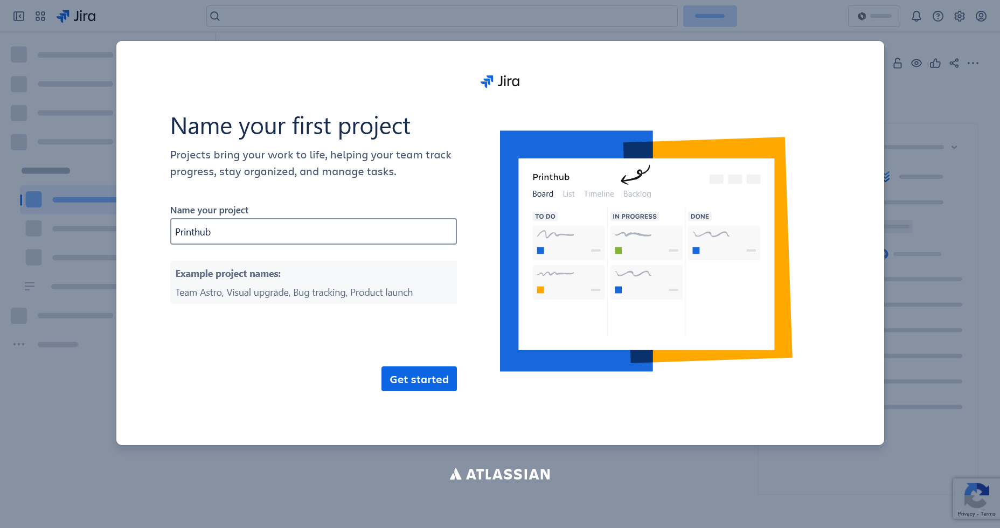 Jira
Jira
Name your first project
Projects bring your work to life, helping your team track
progress, stay organized, and manage tasks.
Name your project
Printhub
Example project names:
Team Astro, Visual upgrade, Bug tracking, Product launch
Get started
Printhub
Board List Timeline Backlog
TO DO IN PROGRESS DONE
ATLASSIAN
Privacy - Terms